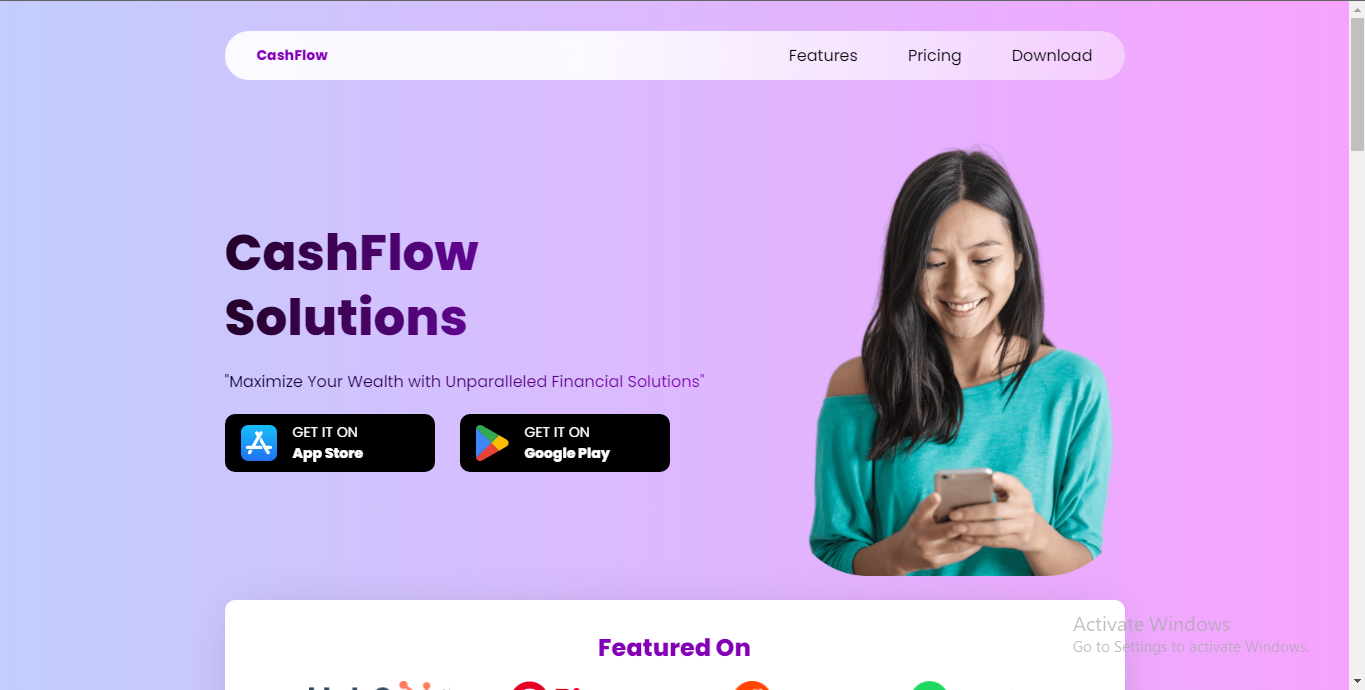 CashFlow
Features
Pricing
Download
CashFlow
Solutions
"Maximize Your Wealth with Unparalleled Financial Solutions"
GET IT ON
App Store
GET IT ON
Google Play
Featured On
Activate Windows
Go to Settings to activate Windows.